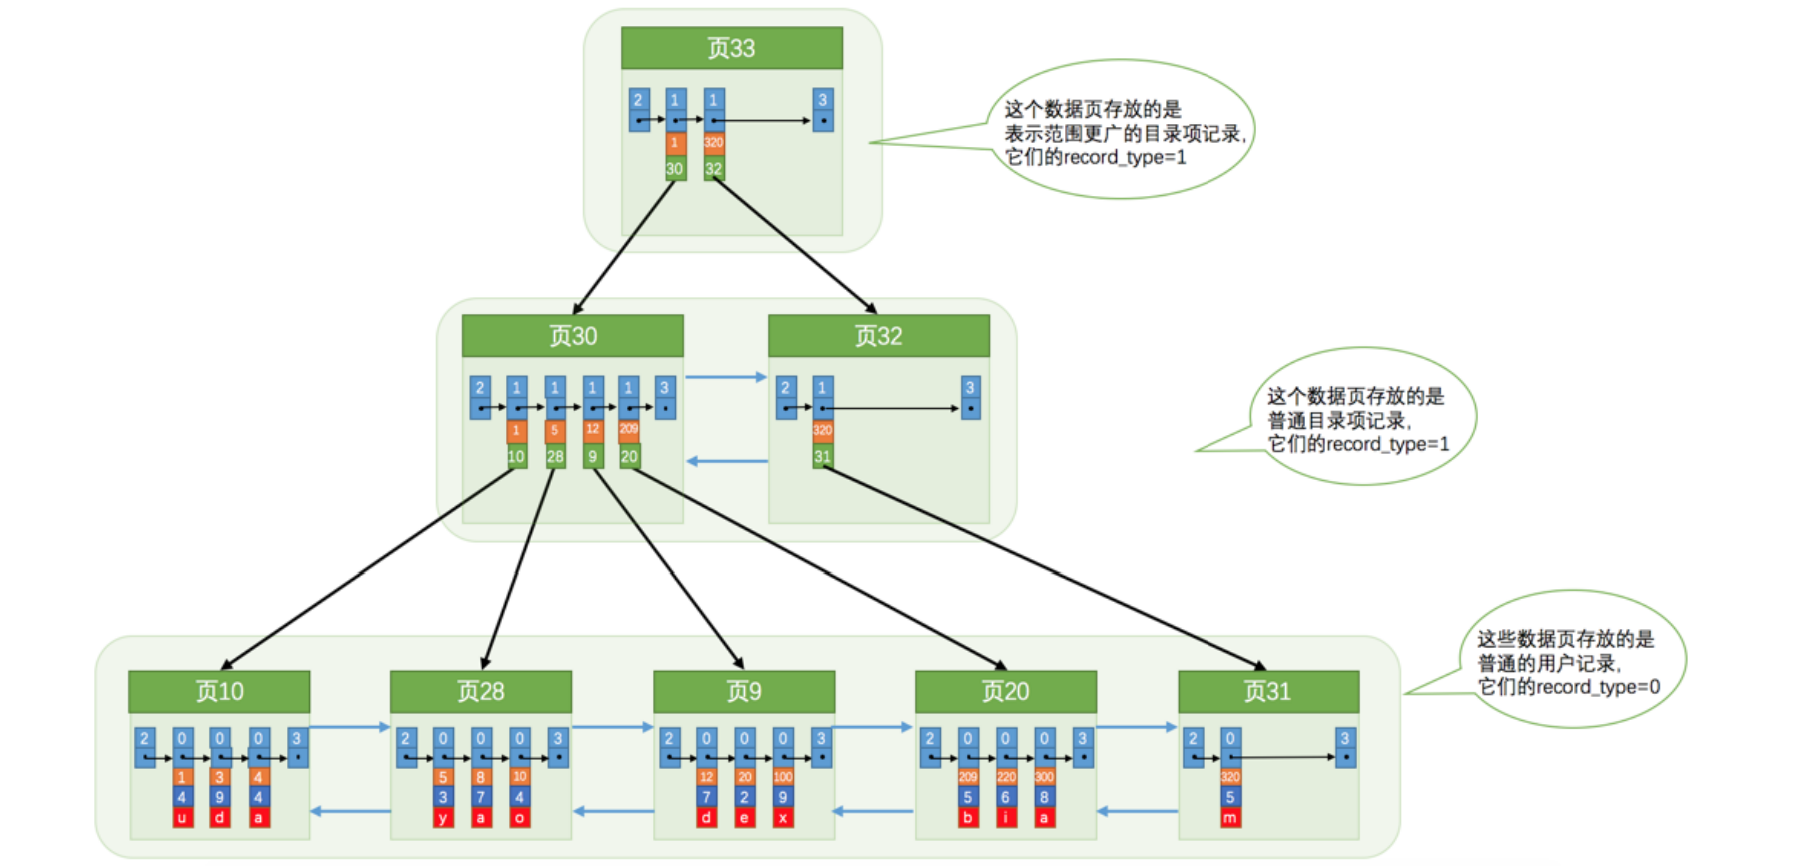 页33
2 1 1 3
1 320
30 32
这个数据页存放的是
表示范围更广的目录项记录,
它们的record_type=1
页30
2 1 1 1 1 3
1 5 12 209
10 28 9 20
页32
2 1 3
320
31
这个数据页存放的是
普通目录项记录,
它们的record_type=1
页10
2 0 0 0 3
1 3 4
4 9 4
u d a
页28
2 0 0 0 3
5 8 10
3 7 4
y a o
页9
2 0 0 0 3
12 20 100
7 2 9
d e x
页20
2 0 0 0 3
209 220 300
5 6 8
b i a
页31
2 0 3
320
5
m
这些数据页存放的是
普通的用户记录,
它们的record_type=0